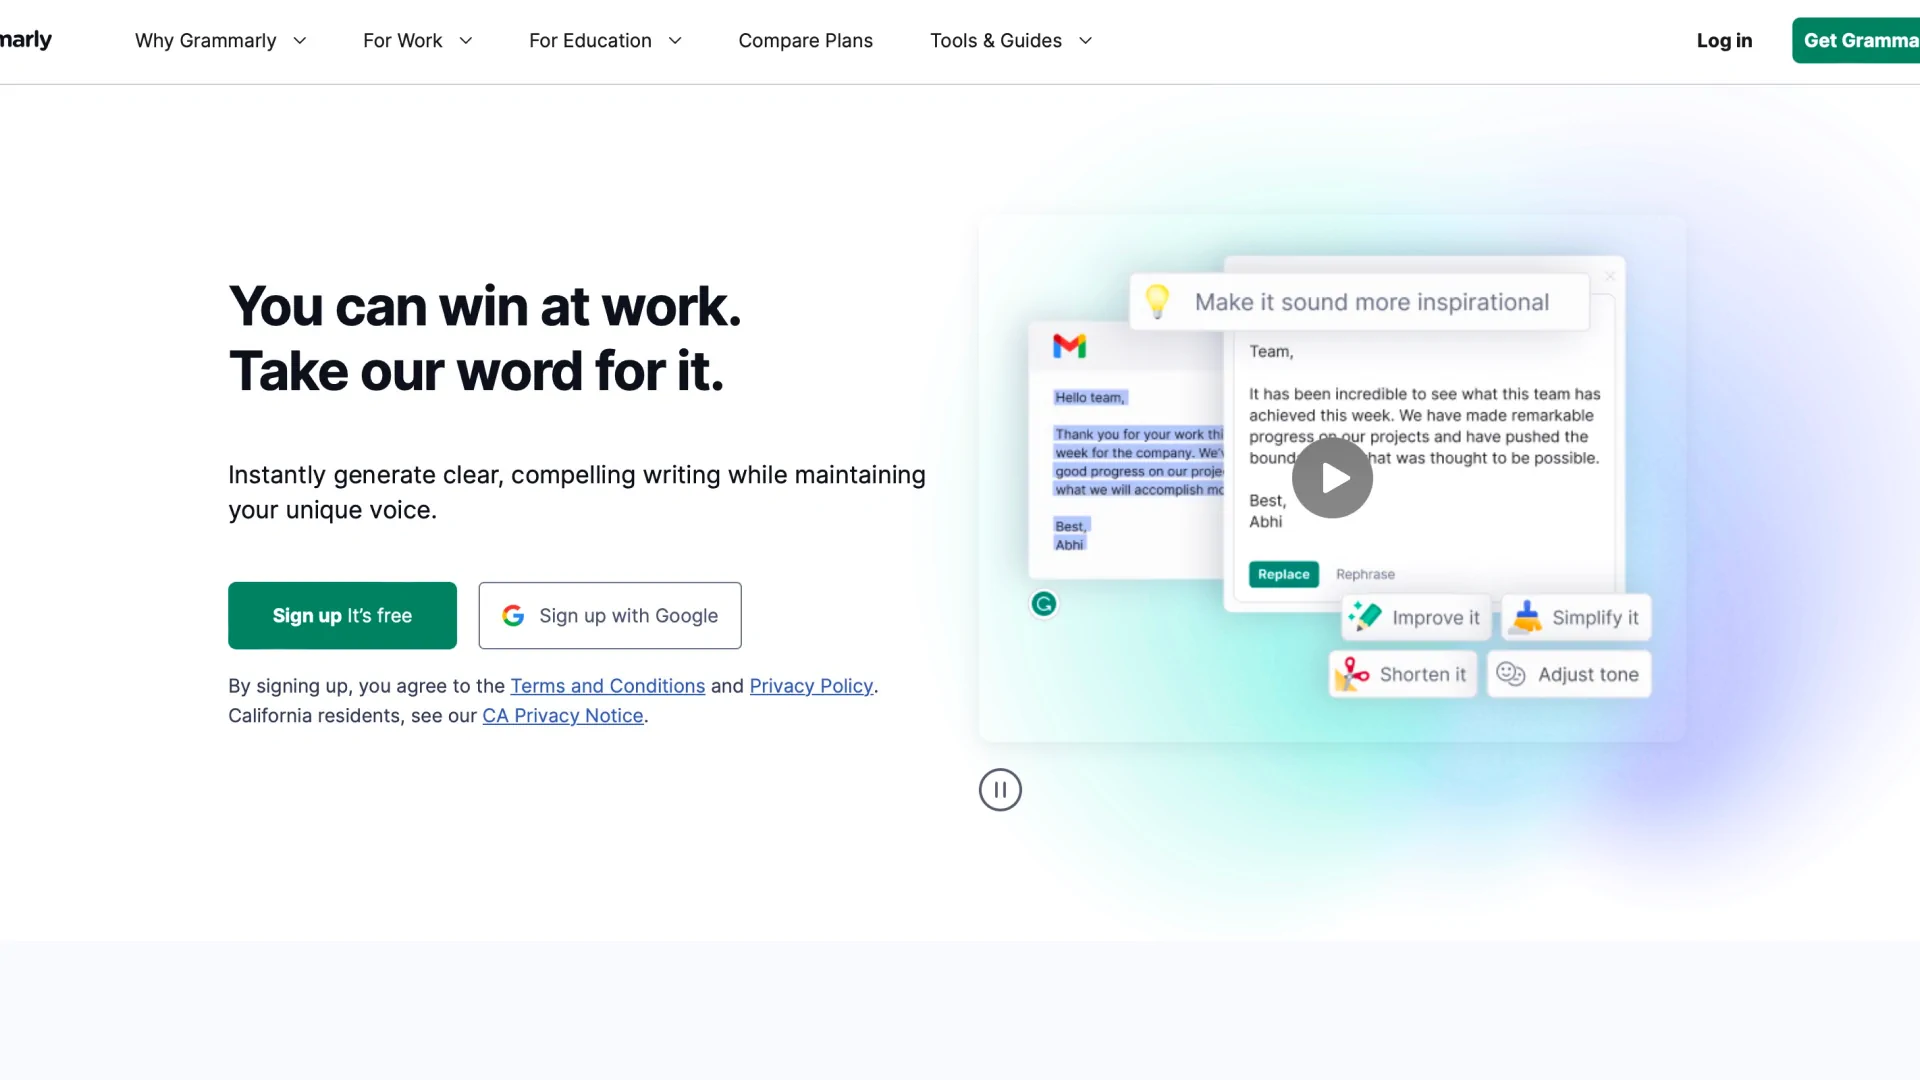 marly
Why Grammarly
For Work
For Education
Compare Plans
Tools & Guides
Log in
Get Gramma
You can win at work.
Take our word for it.
Instantly generate clear, compelling writing while maintaining
your unique voice.
Sign up It’s free
Sign up with Google
By signing up, you agree to the Terms and Conditions and Privacy Policy.
California residents, see our CA Privacy Notice.
Make it sound more inspirational
Hello team,
Thank you for your work thi
week for the company. We'v
good progress on our proje
what we will accomplish mo
Best,
Abhi
Team,
It has been incredible to see what this team has
achieved this week. We have made remarkable
progress on our projects and have pushed the
bound hat was thought to be possible.
Best,
Abhi
Replace
Rephrase
Improve it
Simplify it
Shorten it
Adjust tone